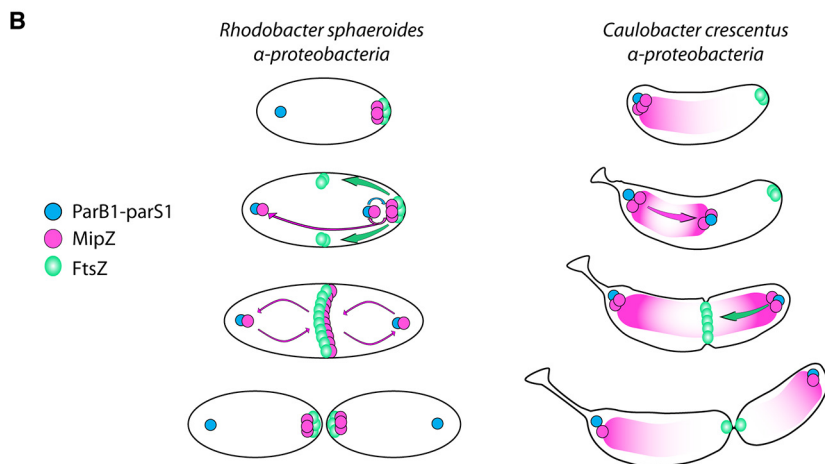 B
Rhodobacter sphaeroides
α-proteobacteria
Caulobacter crescentus
α-proteobacteria
ParB1-parS1
MipZ
FtsZ